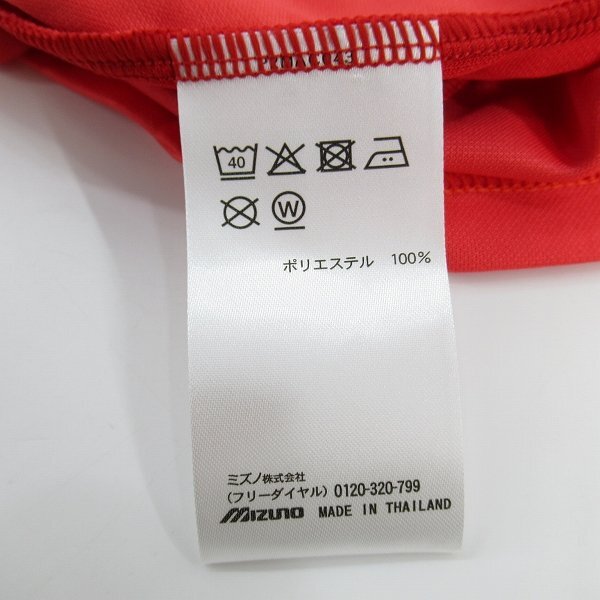 40
W
ポリエステル 100%
ミズノ株式会社
(フリーダイヤル) 0120-320-799
MIZUNO MADE IN THAILAND